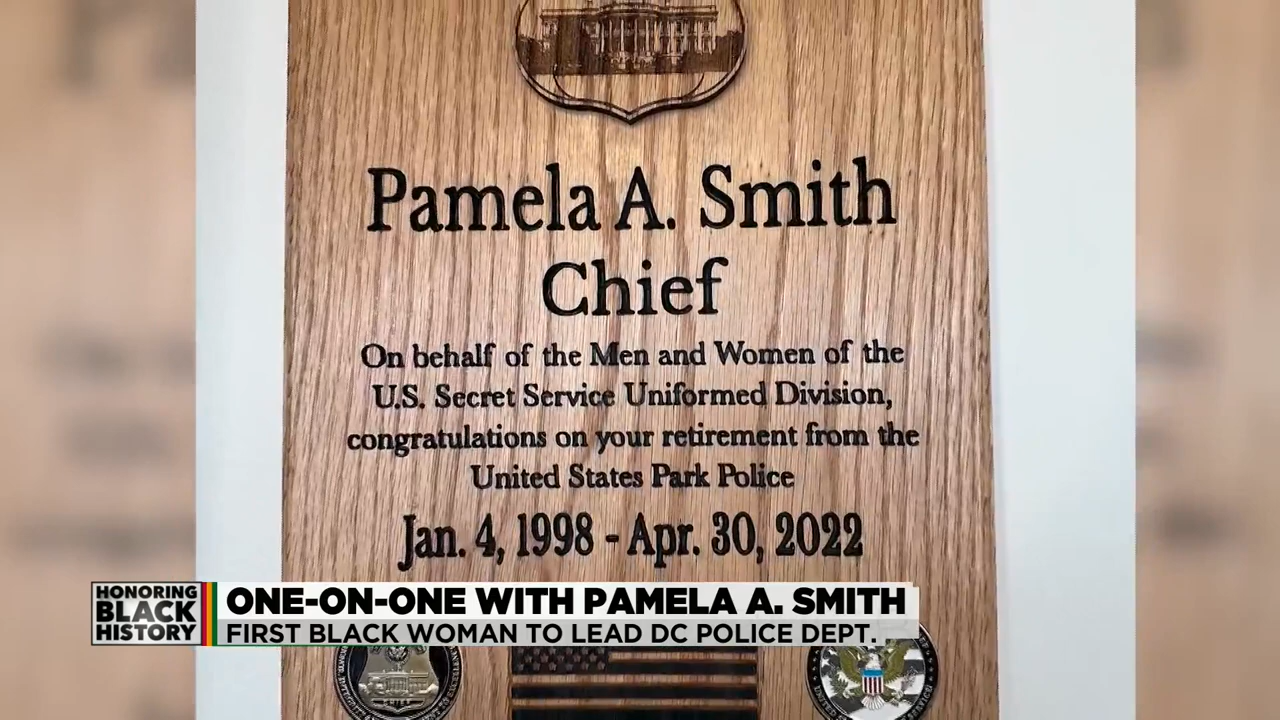 Pamela A. Smith
Chief
On behalf of the Men and Women of the
U.S. Secret Service Uniformed Division,
congratulations on your retirement from the
United States Park Police
Jan. 4, 1998 - Apr. 30, 2022
HONORING
BLACK
HISTORY
ONE-ON-ONE WITH PAMELA A. SMITH
FIRST BLACK WOMAN TO LEAD DC POLICE DEPT.